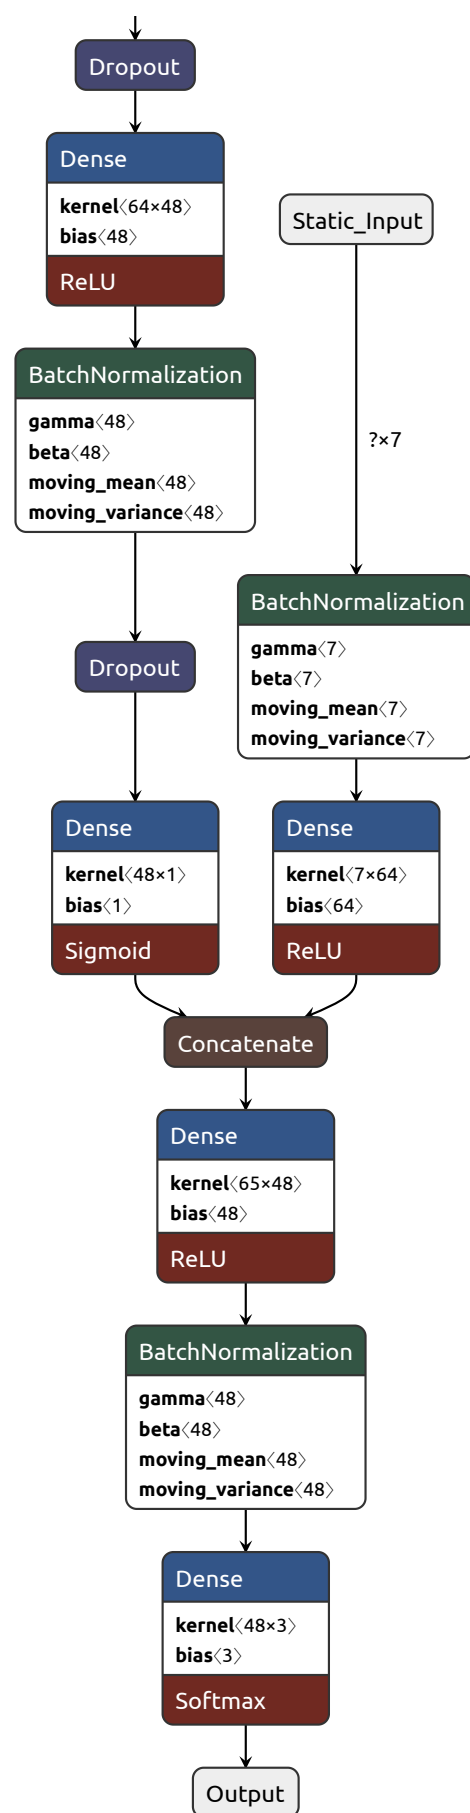 Dropout
Dense
kernel〈64×48〉
bias〈48〉
ReLU
BatchNormalization
gamma〈48〉
beta〈48〉
moving_mean〈48〉
moving_variance〈48〉
Dropout
Dense
kernel〈48×1〉
bias〈1〉
Sigmoid
Static_Input
?×7
BatchNormalization
gamma〈7〉
beta〈7〉
moving_mean〈7〉
moving_variance〈7〉
Dense
kernel〈7×64〉
bias〈64〉
ReLU
Concatenate
Dense
kernel〈65×48〉
bias〈48〉
ReLU
BatchNormalization
gamma〈48〉
beta〈48〉
moving_mean〈48〉
moving_variance〈48〉
Dense
kernel〈48×3〉
bias〈3〉
Softmax
Output